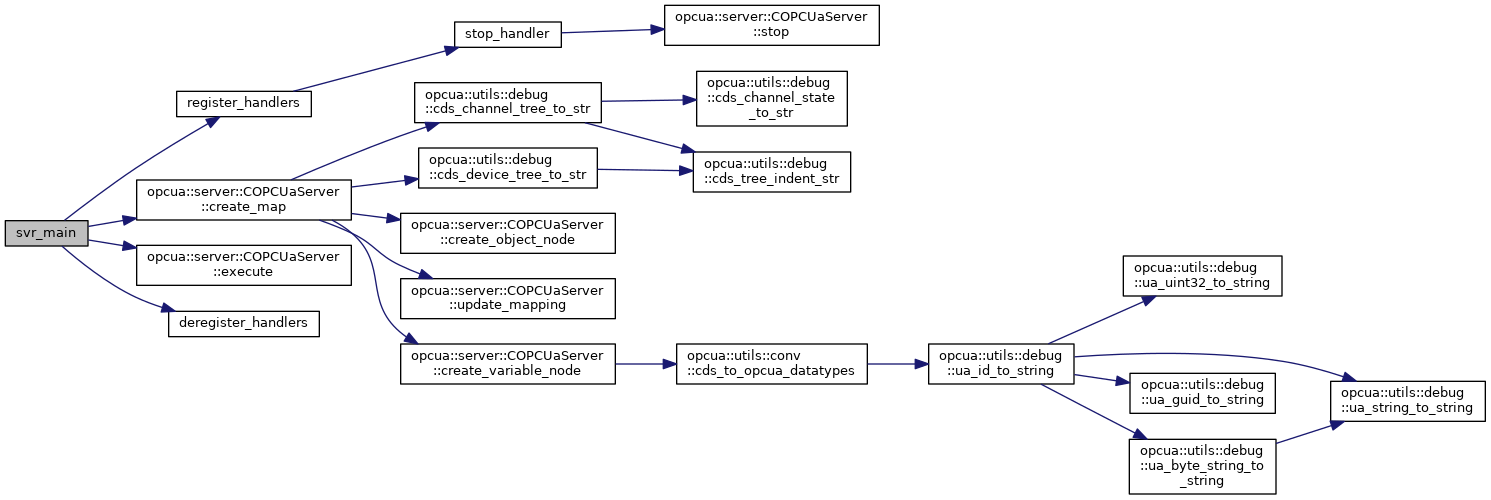 svr_main
register_handlers
stop_handler
opcua::server::COPCUaServer
::stop
opcua::server::COPCUaServer
::create_map
opcua::utils::debug
::cds_channel_tree_to_str
opcua::utils::debug
::cds_channel_state
_to_str
opcua::utils::debug
::cds_tree_indent_str
opcua::utils::debug
::cds_device_tree_to_str
opcua::server::COPCUaServer
::create_object_node
opcua::server::COPCUaServer
::update_mapping
opcua::server::COPCUaServer
::create_variable_node
opcua::utils::conv
::cds_to_opcua_datatypes
opcua::utils::debug
::ua_id_to_string
opcua::utils::debug
::ua_uint32_to_string
opcua::utils::debug
::ua_guid_to_string
opcua::utils::debug
::ua_byte_string_to
_string
opcua::utils::debug
::ua_string_to_string
opcua::server::COPCUaServer
::execute
deregister_handlers